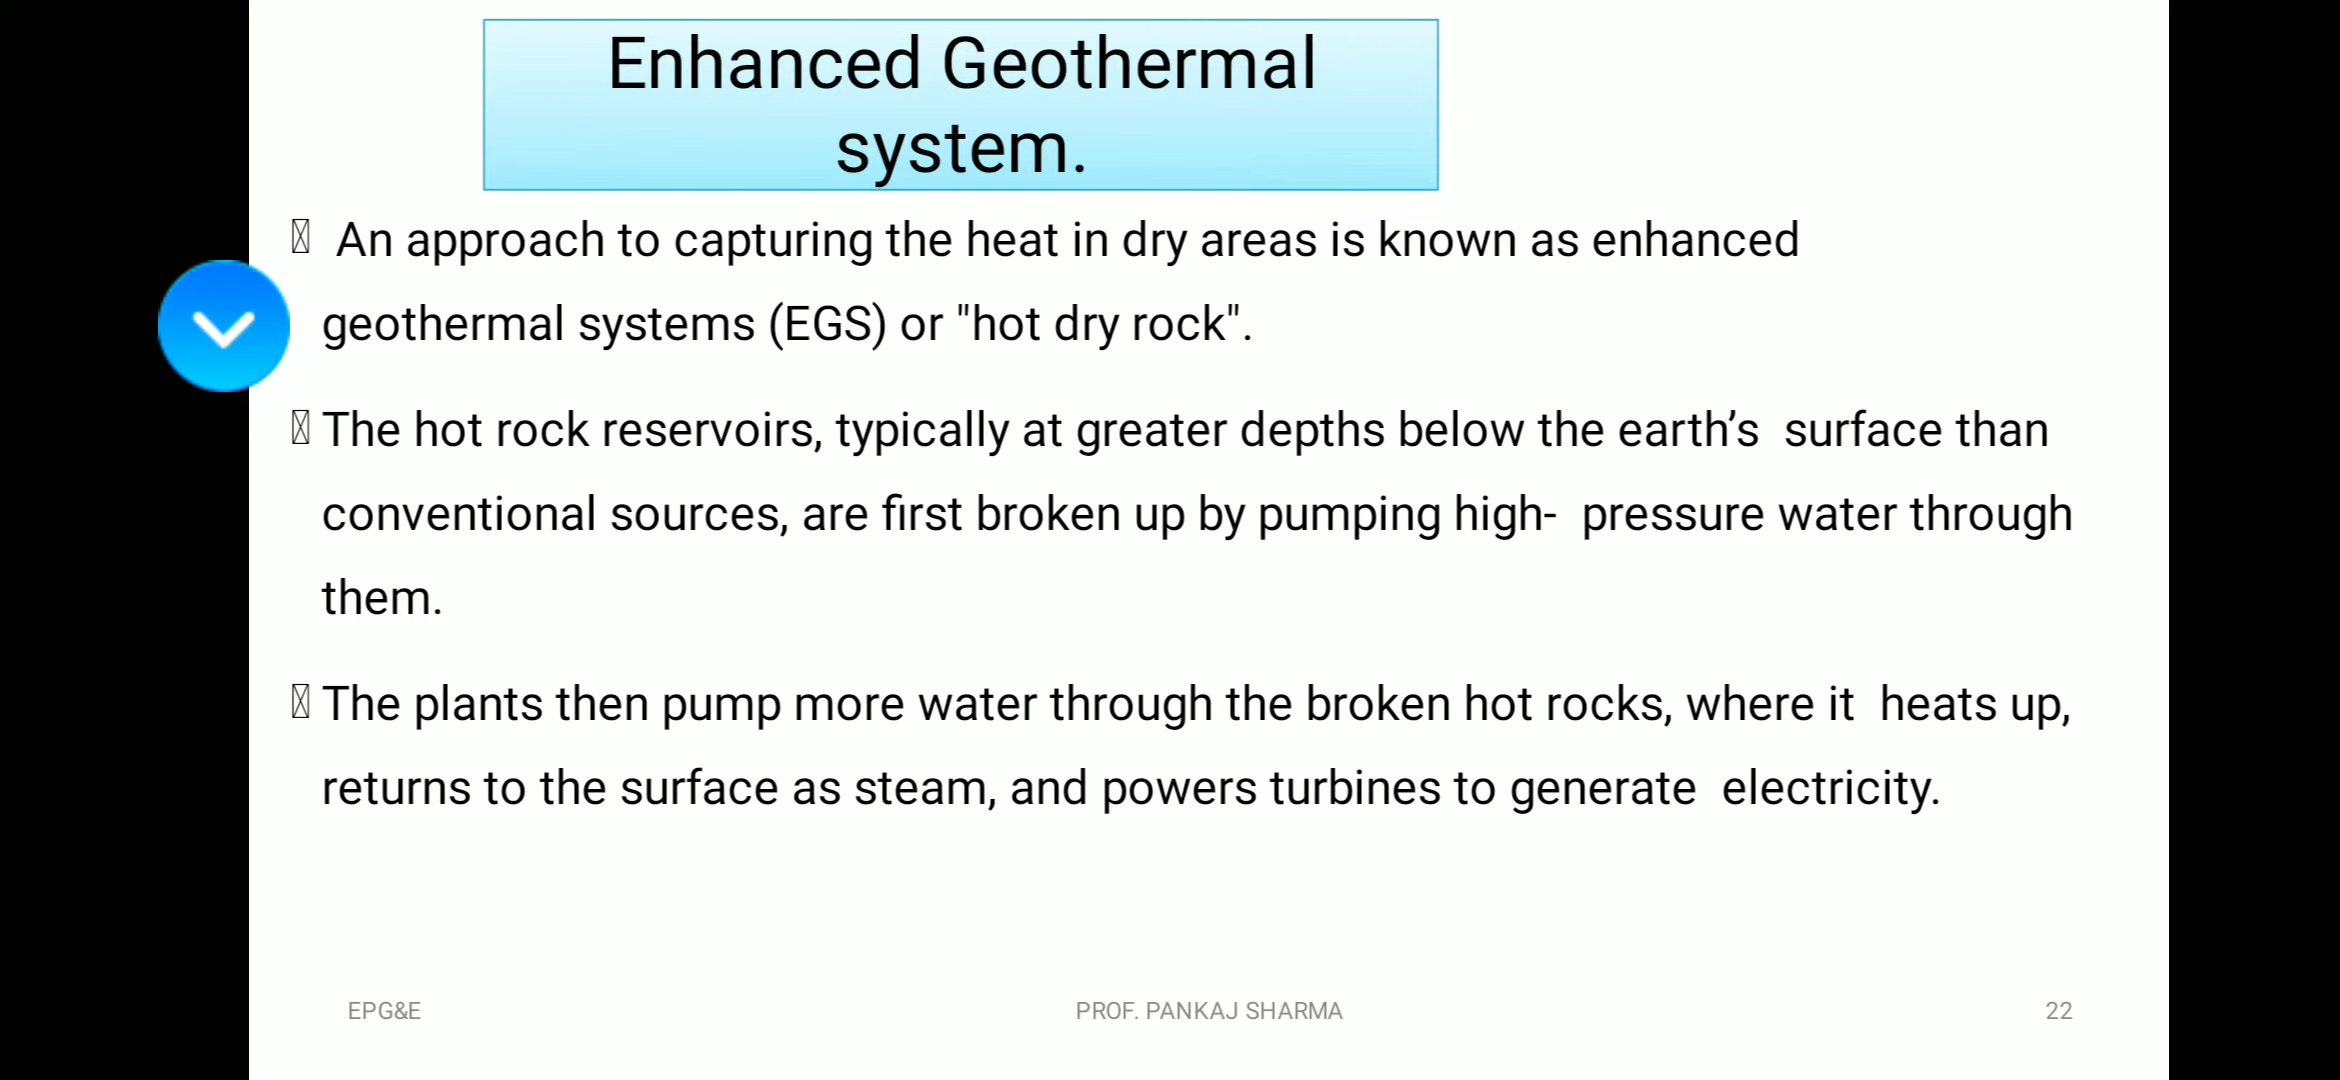 Enhanced Geothermal
system.
An approach to capturing the heat in dry areas is known as enhanced
geothermal systems (EGS) or "hot dry rock".
The hot rock reservoirs, typically at greater depths below the earth’s surface than
conventional sources, are first broken up by pumping high- pressure water through
them.
The plants then pump more water through the broken hot rocks, where it heats up,
returns to the surface as steam, and powers turbines to generate electricity.
EPG&E PROF. PANKAJ SHARMA 22